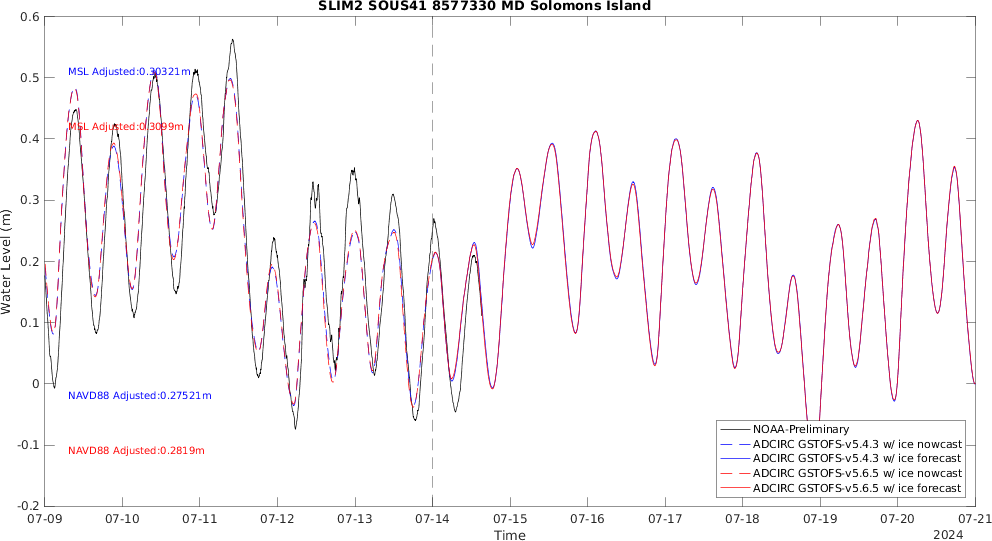 SLIM2 SOUS41 8577330 MD Solomons Island
0.6
0.5
0.4
0.3
0.2
0.1
0
-0.1
-0.2
Water Level (m)
MSL Adjusted:0.30321m
MSL Adjusted:0.3099m
NAVD88 Adjusted:0.27521m
NAVD88 Adjusted:0.2819m
NOAA-Preliminary
ADCIRC GSTOFS-v5.4.3 w/ ice nowcast
ADCIRC GSTOFS-v5.4.3 w/ ice forecast
ADCIRC GSTOFS-v5.6.5 w/ ice nowcast
ADCIRC GSTOFS-v5.6.5 w/ ice forecast
07-09 07-10 07-11 07-12 07-13 07-14 07-15 07-16 07-17 07-18 07-19 07-20 07-21
Time
2024